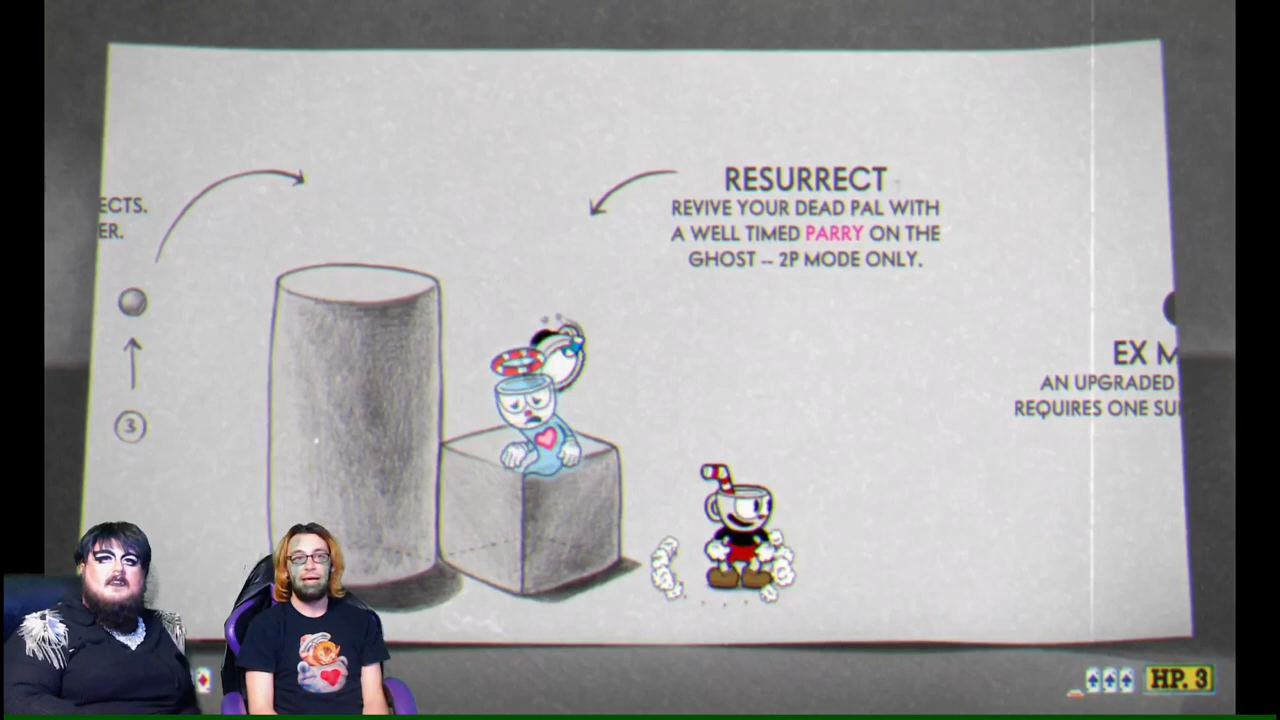 ECTS.
ER.
3
RESURRECT
REVIVE YOUR DEAD PAL WITH
A WELL TIMED PARRY ON THE
GHOST -- 2P MODE ONLY.
EX M
AN UPGRADED
REQUIRES ONE SU
HP. 3